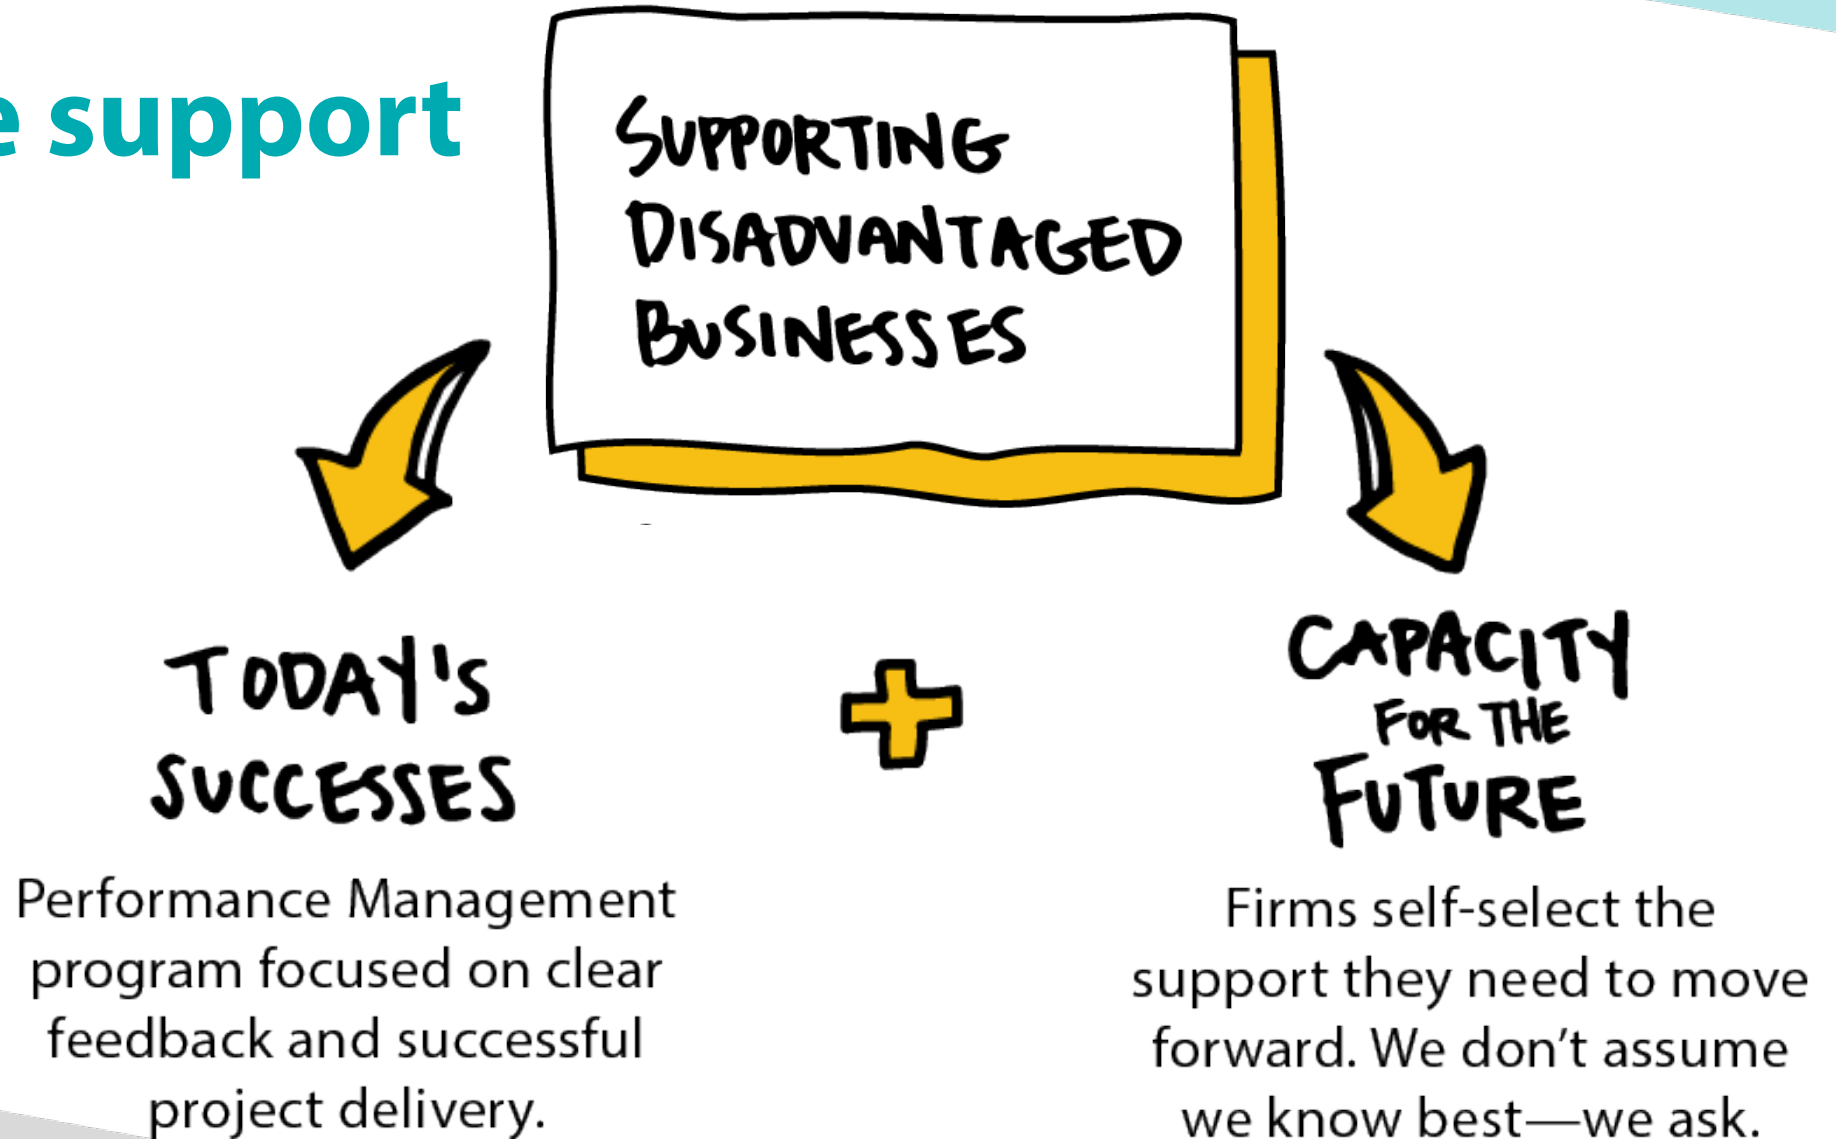 e support
SUPPORTING
DISADVANTAGED
BUSINESSES
TODAY'S
SUCCESSES
Performance Management
program focused on clear
feedback and successful
project delivery.
+
CAPACITY
FOR THE
FUTURE
Firms self-select the
support they need to move
forward. We don’t assume
we know best—we ask.